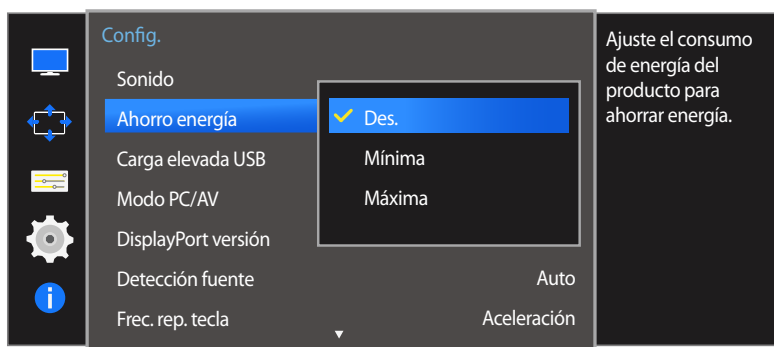 Config.
Sonido
Ahorro energía
Carga elevada USB
Modo PC/AV
DisplayPort versión
Detección fuente Auto
Frec. rep. tecla Aceleración
Des.
Mínima
Máxima
Ajuste el consumo
de energía del
producto para
ahorrar energía.